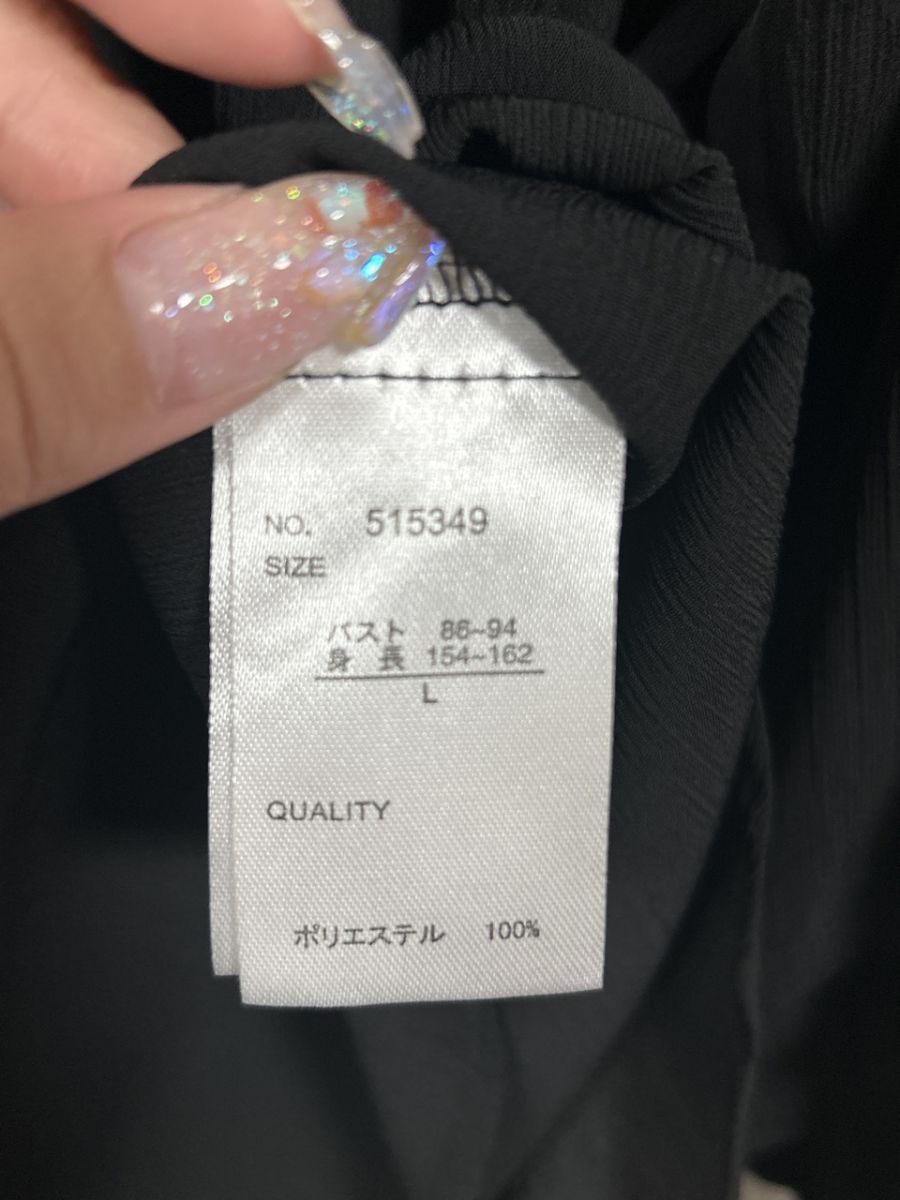 NO. 515349
SIZE
バスト 86~94
身 長 154~162
L
QUALITY
ポリエステル 100%